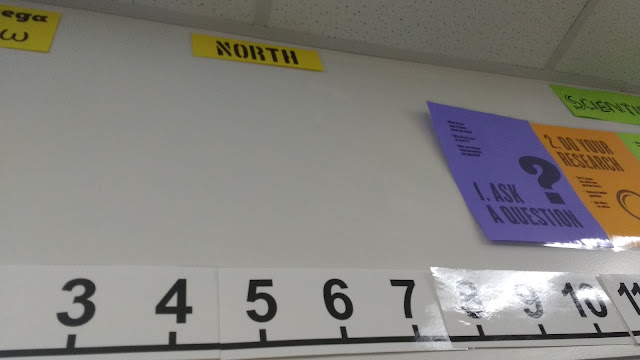 ega
ω
NORTH
SCIENTI
1. ASK
A QUESTION
?
2. DO YOUR
RESEARCH
3 4 5 6 7 8 9 10 11